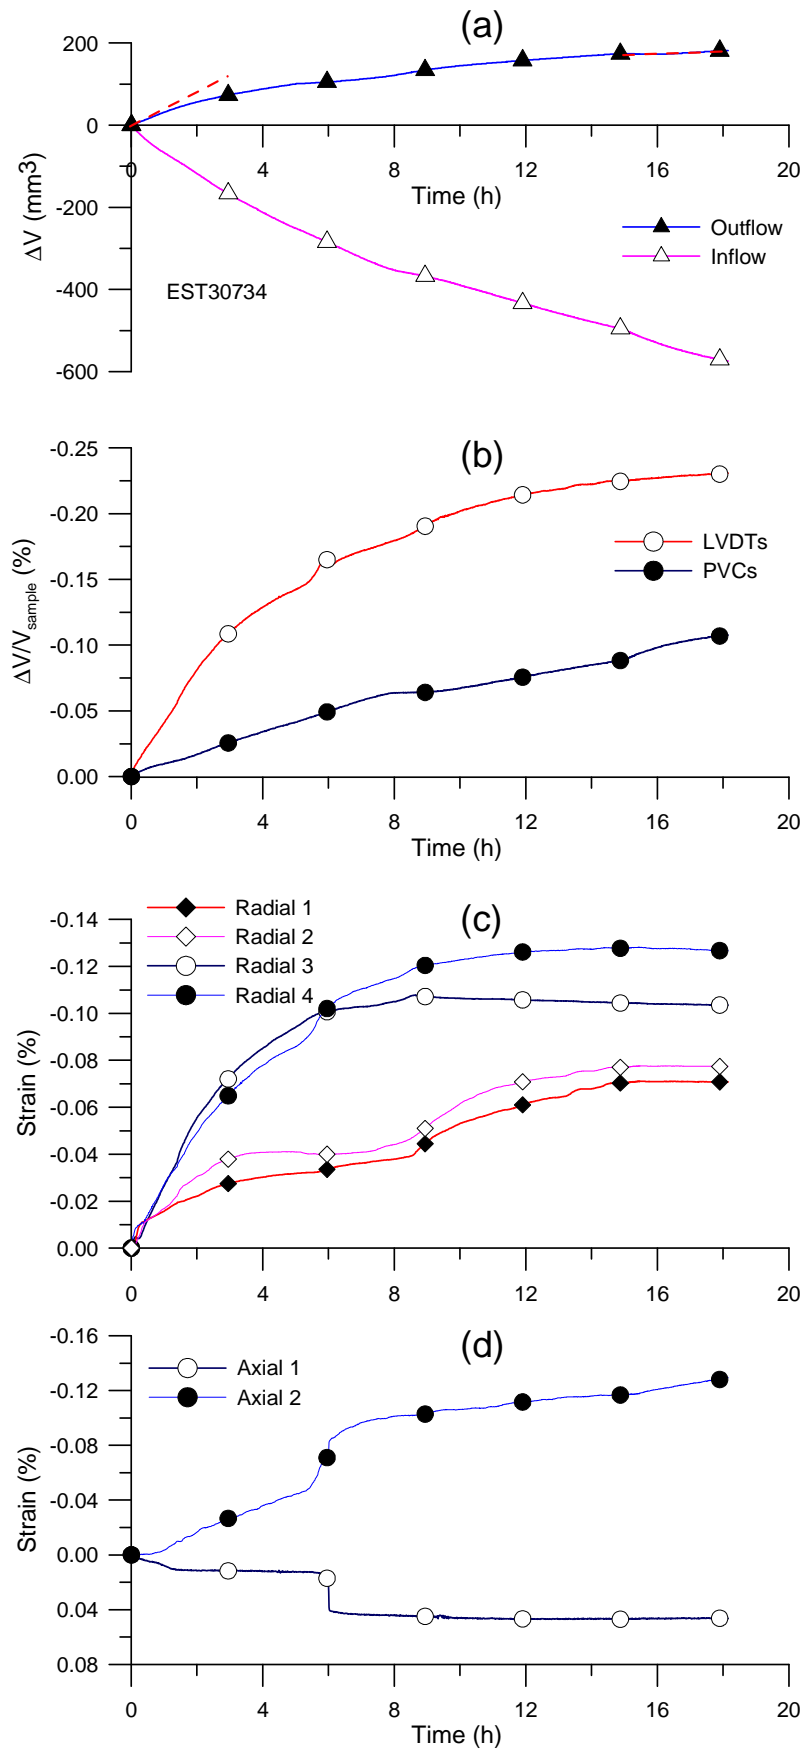 (a)
200
0
-200
-400
-600
ΔV (mm3)
0 4 8 12 16 20
Time (h)
Outflow
Inflow
EST30734
(b)
-0.25
-0.20
-0.15
-0.10
-0.05
0.00
ΔV/Vsample (%)
LVDTs
PVCs
0 4 8 12 16 20
Time (h)
(c)
Radial 1
Radial 2
Radial 3
Radial 4
-0.14
-0.12
-0.10
-0.08
-0.06
-0.04
-0.02
0.00
Strain (%)
0 4 8 12 16 20
(d)
Axial 1
Axial 2
-0.16
-0.12
-0.08
-0.04
0.00
0.04
0.08
Strain (%)
0 4 8 12 16 20
Time (h)